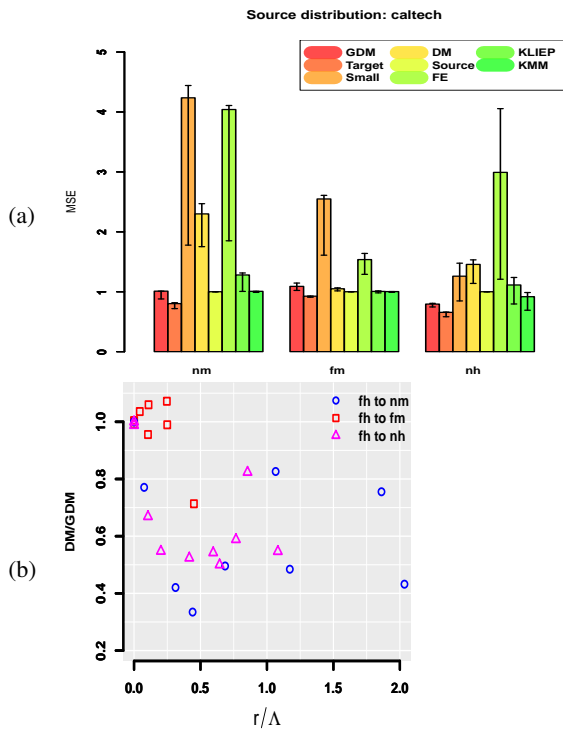 Source distribution: caltech
GDM DM KLIEP
Target Source KMM
Small FE
(a)
MSE
5
4
3
2
1
0
nm fm nh
fh to nm
fh to fm
fh to nh
(b)
DM/GDM
1.0
0.8
0.6
0.4
0.2
0.0 0.5 1.0 1.5 2.0
r/Λ